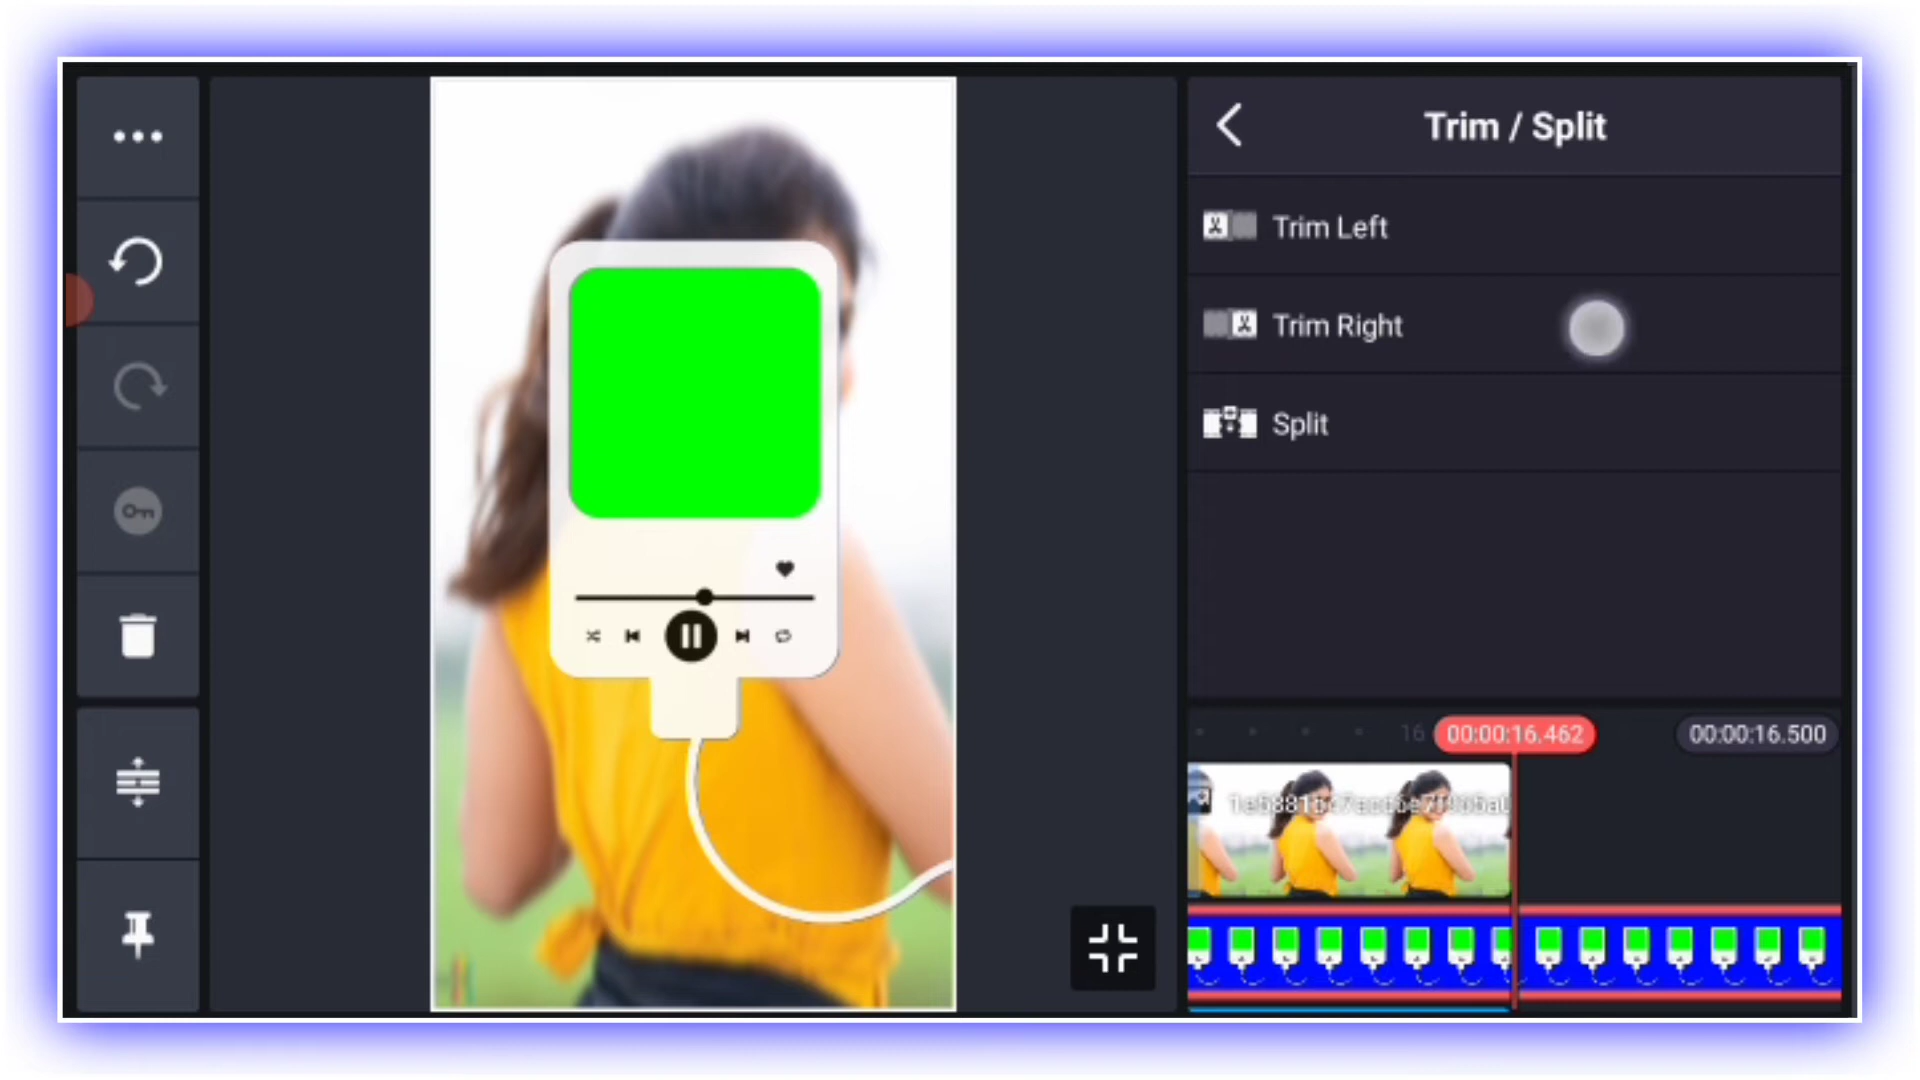 Trim / Split
Trim Left
Trim Right
Split
16
00:00:16.462
00:00:16.500